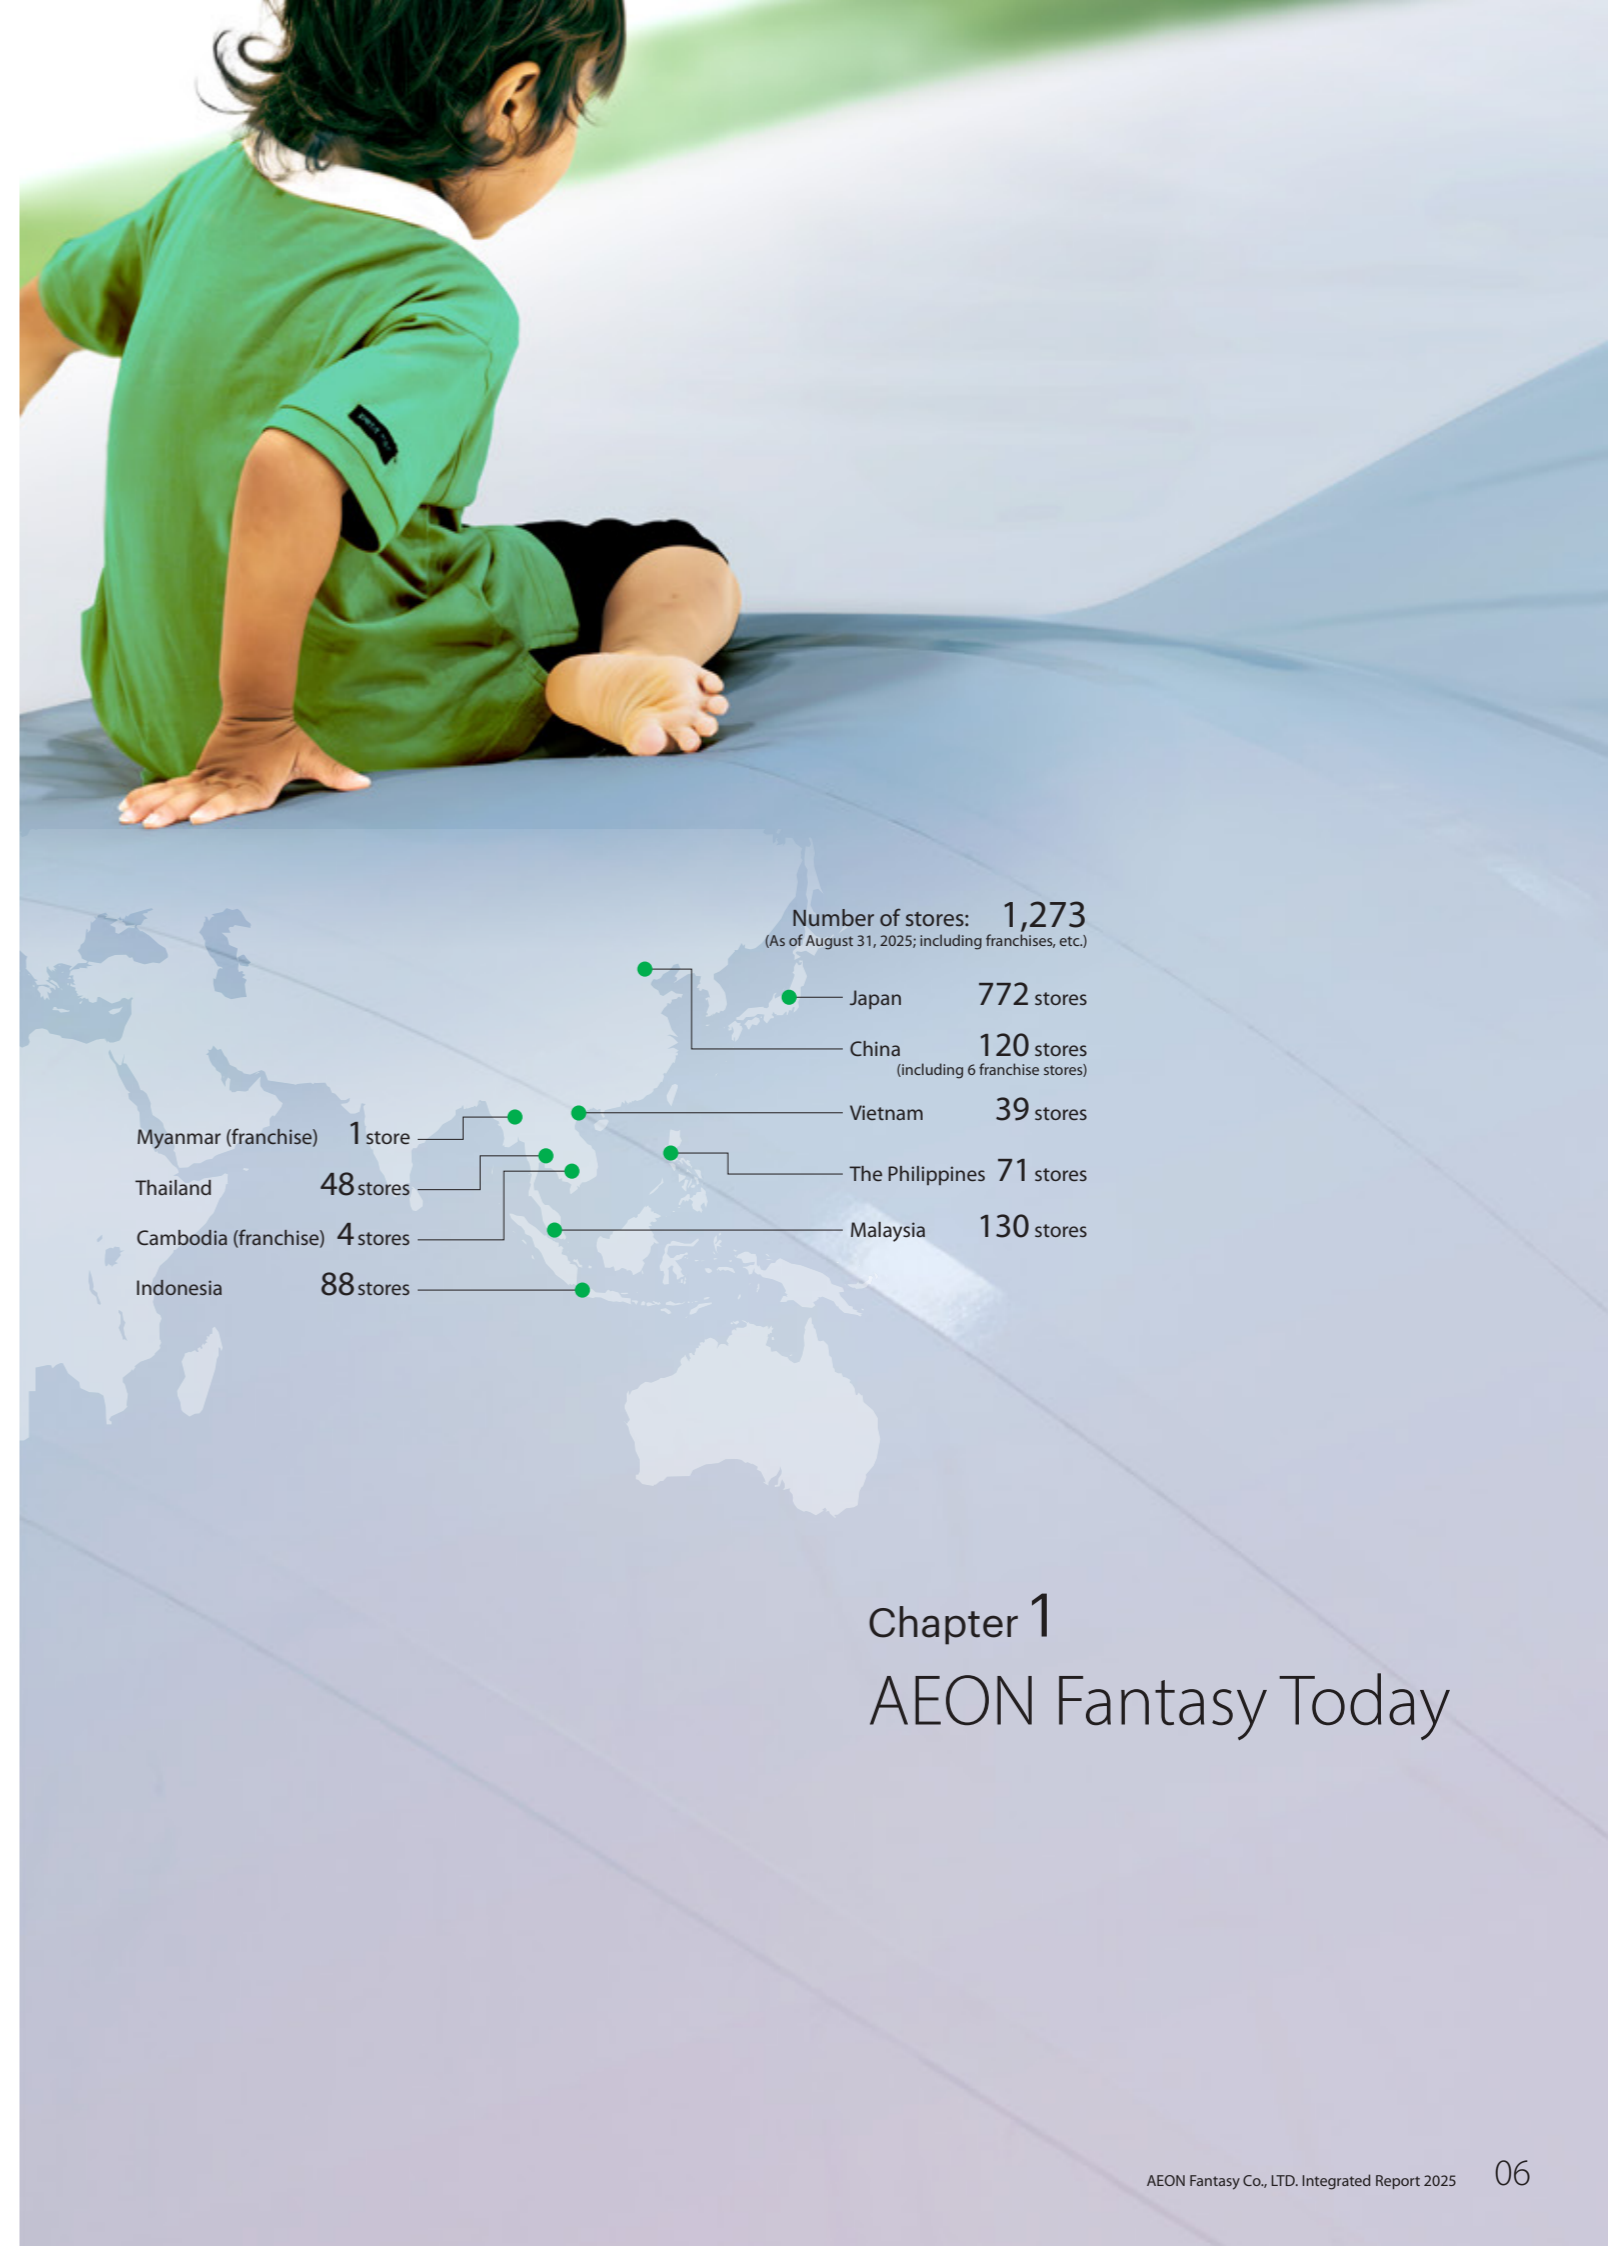 Number of stores: 1,273
(As of August 31, 2025; including franchises, etc.)
Japan 772 stores
China 120 stores
(including 6 franchise stores)
Vietnam 39 stores
The Philippines 71 stores
Malaysia 130 stores
Myanmar (franchise) 1 store
Thailand 48 stores
Cambodia (franchise) 4 stores
Indonesia 88 stores
Chapter 1
AEON Fantasy Today
AEON Fantasy Co., LTD. Integrated Report 2025 06